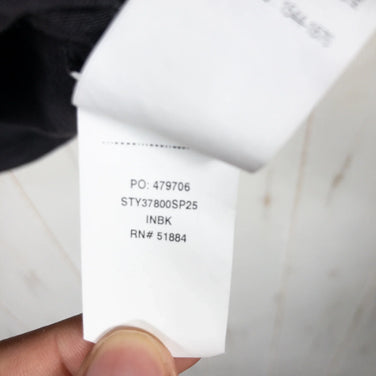 PO: 479706
STY37800SP25
INBK
RN# 51884